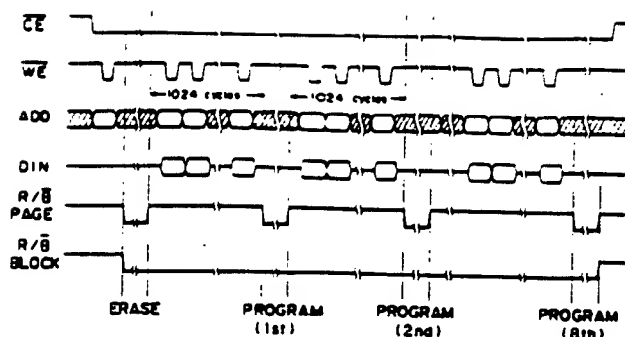 CE
WE
1024 cycles
1024 cycles
ADD
DIN
R/B
PAGE
R/B
BLOCK
ERASE
PROGRAM
(1st)
PROGRAM
(2nd)
PROGRAM
(8th)